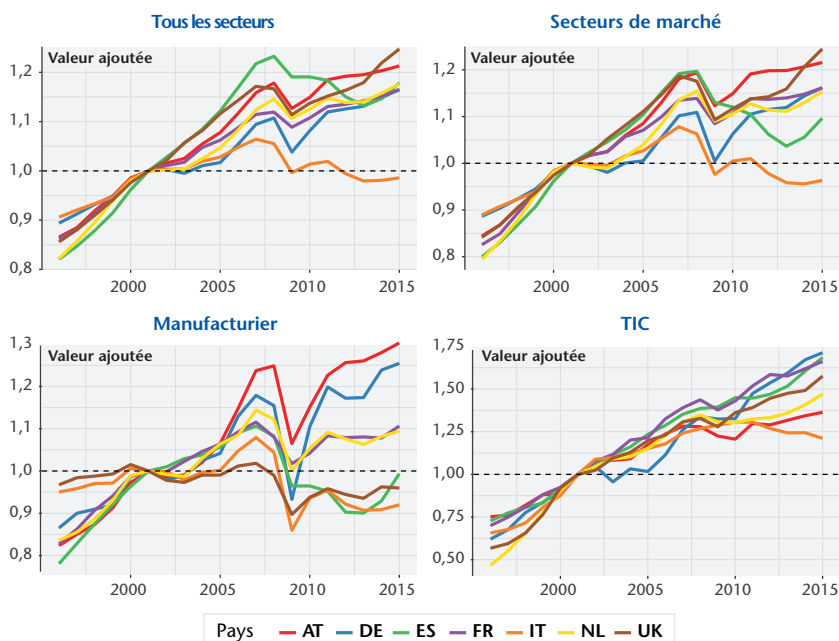 Tous les secteurs
Valeur ajoutée
1,2
1,1
1,0
0,9
0,8
2000 2005 2010 2015
Secteurs de marché
Valeur ajoutée
1,2
1,1
1,0
0,9
0,8
2000 2005 2010 2015
Manufacturier
1,3
Valeur ajoutée
1,2
1,1
1,0
0,9
0,8
2000 2005 2010 2015
TIC
1,75
Valeur ajoutée
1,50
1,25
1,00
0,75
0,50
2000 2005 2010 2015
Pays AT DE ES FR IT NL UK